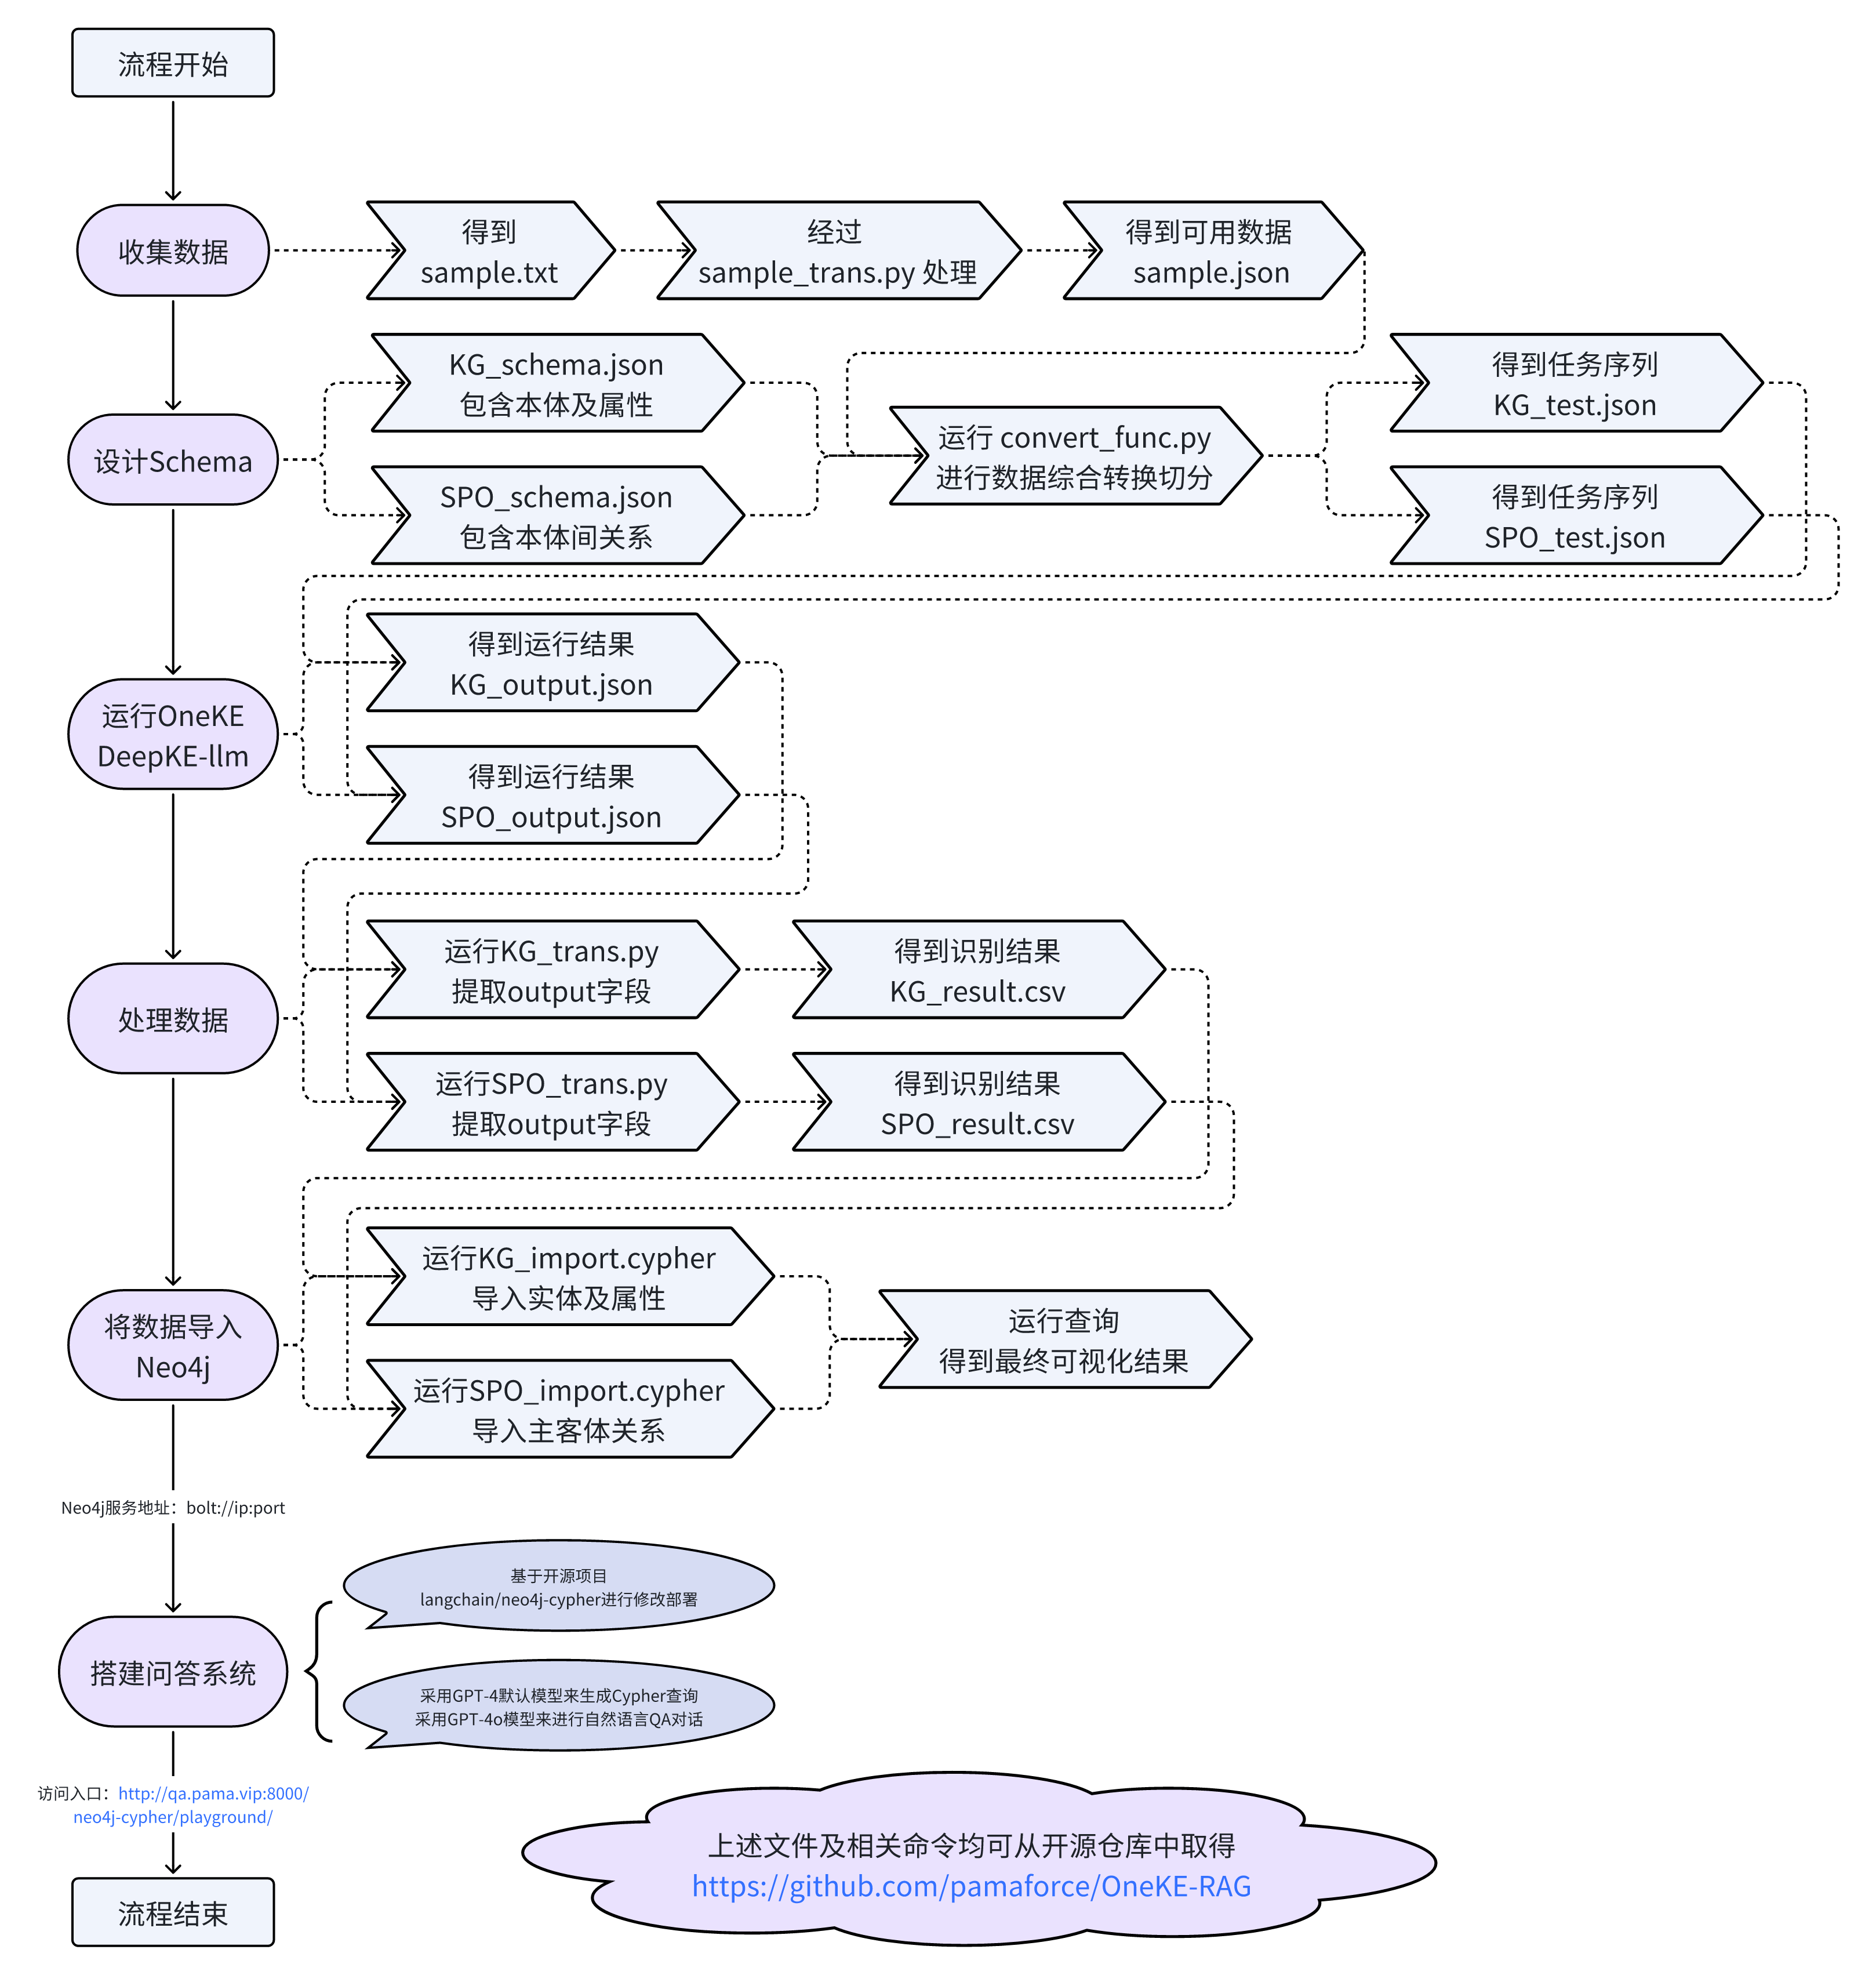 流程开始
收集数据
得到
sample.txt
经过
sample_trans.py 处理
得到可用数据
sample.json
设计Schema
KG_schema.json
包含本体及属性
SPO_schema.json
包含本体间关系
运行 convert_func.py
进行数据综合转换切分
得到任务序列
KG_test.json
得到任务序列
SPO_test.json
运行OneKE
DeepKE-llm
得到运行结果
KG_output.json
得到运行结果
SPO_output.json
处理数据
运行KG_trans.py
提取output字段
得到识别结果
KG_result.csv
运行SPO_trans.py
提取output字段
得到识别结果
SPO_result.csv
将数据导入
Neo4j
运行KG_import.cypher
导入实体及属性
运行SPO_import.cypher
导入主客体关系
运行查询
得到最终可视化结果
Neo4j服务地址：bolt://ip:port
搭建问答系统
基于开源项目
langchain/neo4j-cypher进行修改部署
采用GPT-4默认模型来生成Cypher查询
采用GPT-4o模型来进行自然语言QA对话
访问入口：http://qa.pama.vip:8000/
neo4j-cypher/playground/
流程结束
上述文件及相关命令均可从开源仓库中取得
https://github.com/pamaforce/OneKE-RAG